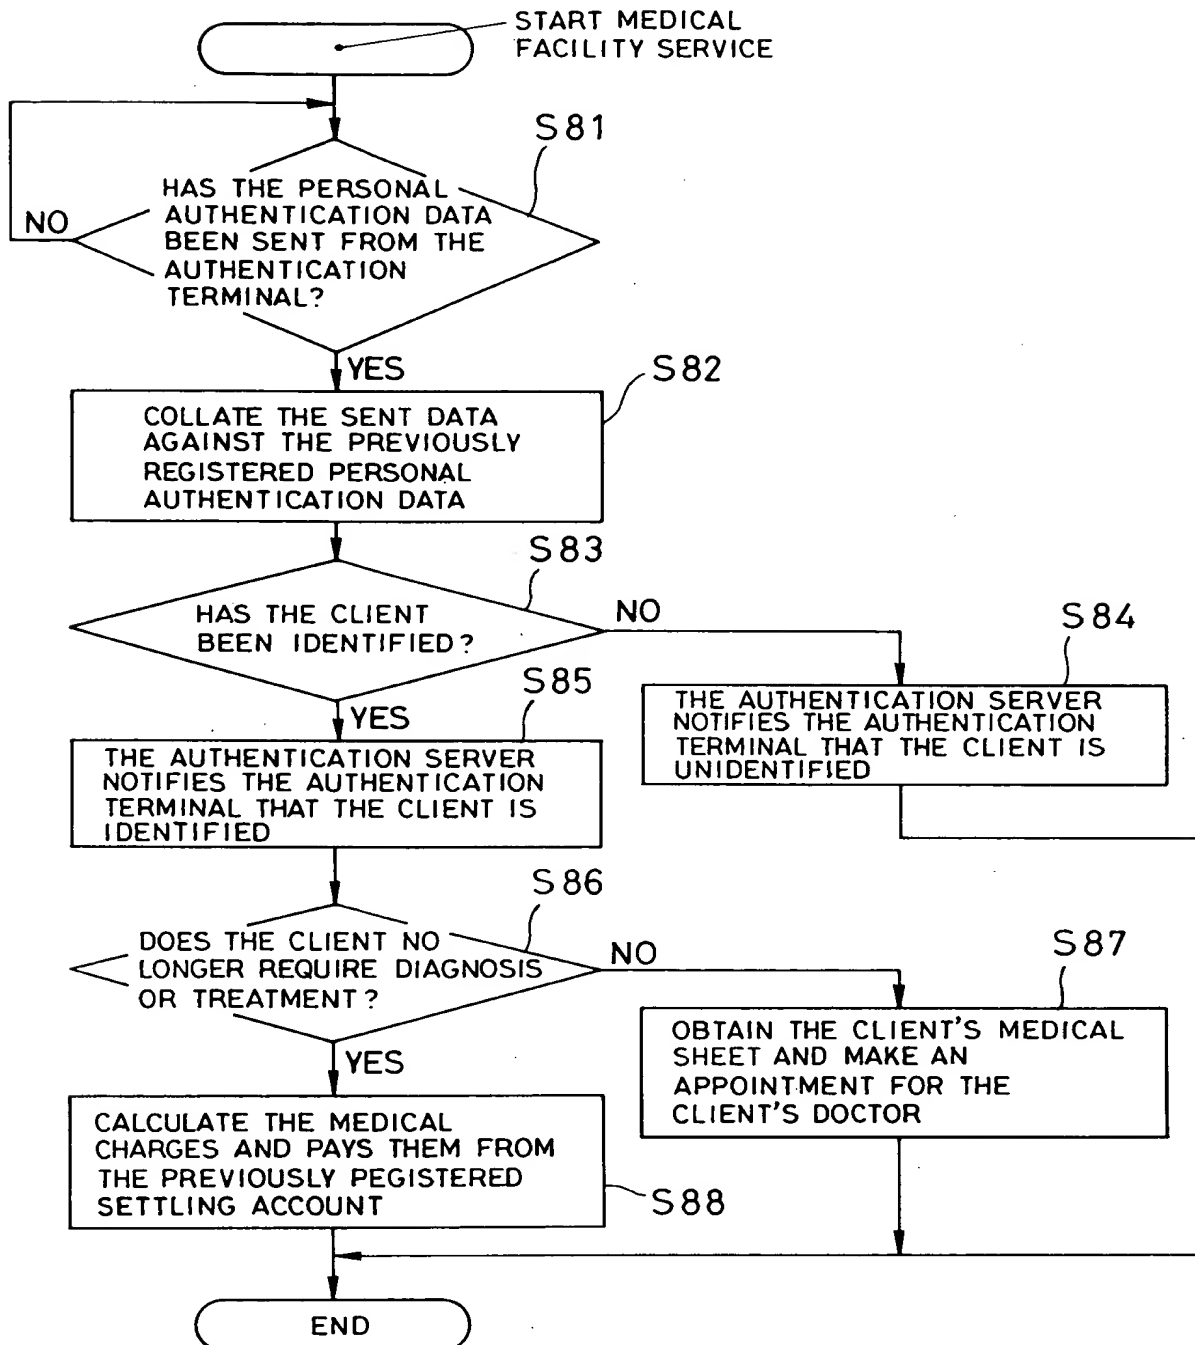 START MEDICAL
FACILITY SERVICE
S81
HAS THE PERSONAL
AUTHENTICATION DATA
BEEN SENT FROM THE
AUTHENTICATION
TERMINAL?
NO
YES
S82
COLLATE THE SENT DATA
AGAINST THE PREVIOUSLY
REGISTERED PERSONAL
AUTHENTICATION DATA
S83
HAS THE CLIENT
BEEN IDENTIFIED?
NO
YES
S84
THE AUTHENTICATION SERVER
NOTIFIES THE AUTHENTICATION
TERMINAL THAT THE CLIENT IS
UNIDENTIFIED
S85
THE AUTHENTICATION SERVER
NOTIFIES THE AUTHENTICATION
TERMINAL THAT THE CLIENT IS
IDENTIFIED
S86
DOES THE CLIENT NO
LONGER REQUIRE DIAGNOSIS
OR TREATMENT?
NO
YES
S87
OBTAIN THE CLIENT'S MEDICAL
SHEET AND MAKE AN
APPOINTMENT FOR THE
CLIENT'S DOCTOR
CALCULATE THE MEDICAL
CHARGES AND PAYS THEM FROM
THE PREVIOUSLY PEGISTERED
SETTLING ACCOUNT
S88
END